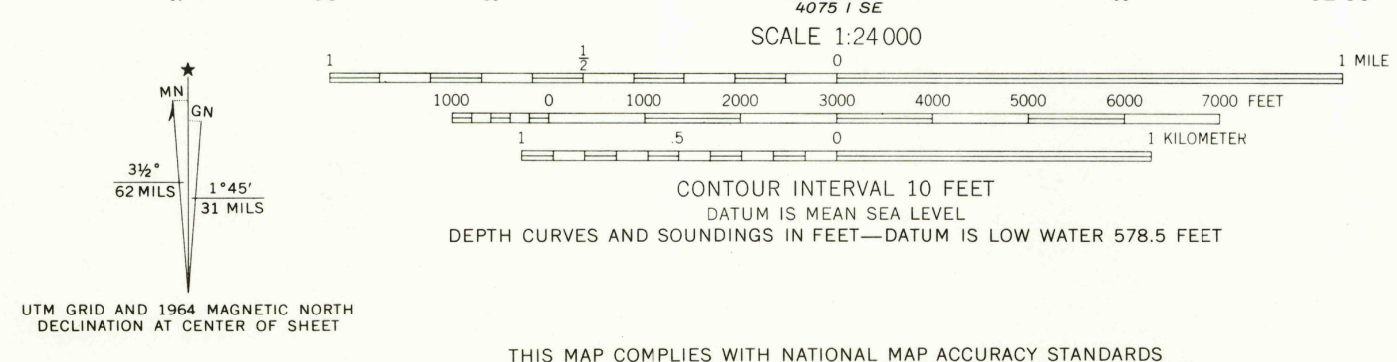 4075 I SE
SCALE 1:24 000
1 ½ 0 1 MILE
1000 0 1000 2000 3000 4000 5000 6000 7000 FEET
1 .5 0 1 KILOMETER
CONTOUR INTERVAL 10 FEET
DATUM IS MEAN SEA LEVEL
DEPTH CURVES AND SOUNDINGS IN FEET—DATUM IS LOW WATER 578.5 FEET
MN
GN
3½°
62 MILS
1°45′
31 MILS
UTM GRID AND 1964 MAGNETIC NORTH
DECLINATION AT CENTER OF SHEET
THIS MAP COMPLIES WITH NATIONAL MAP ACCURACY STANDARDS